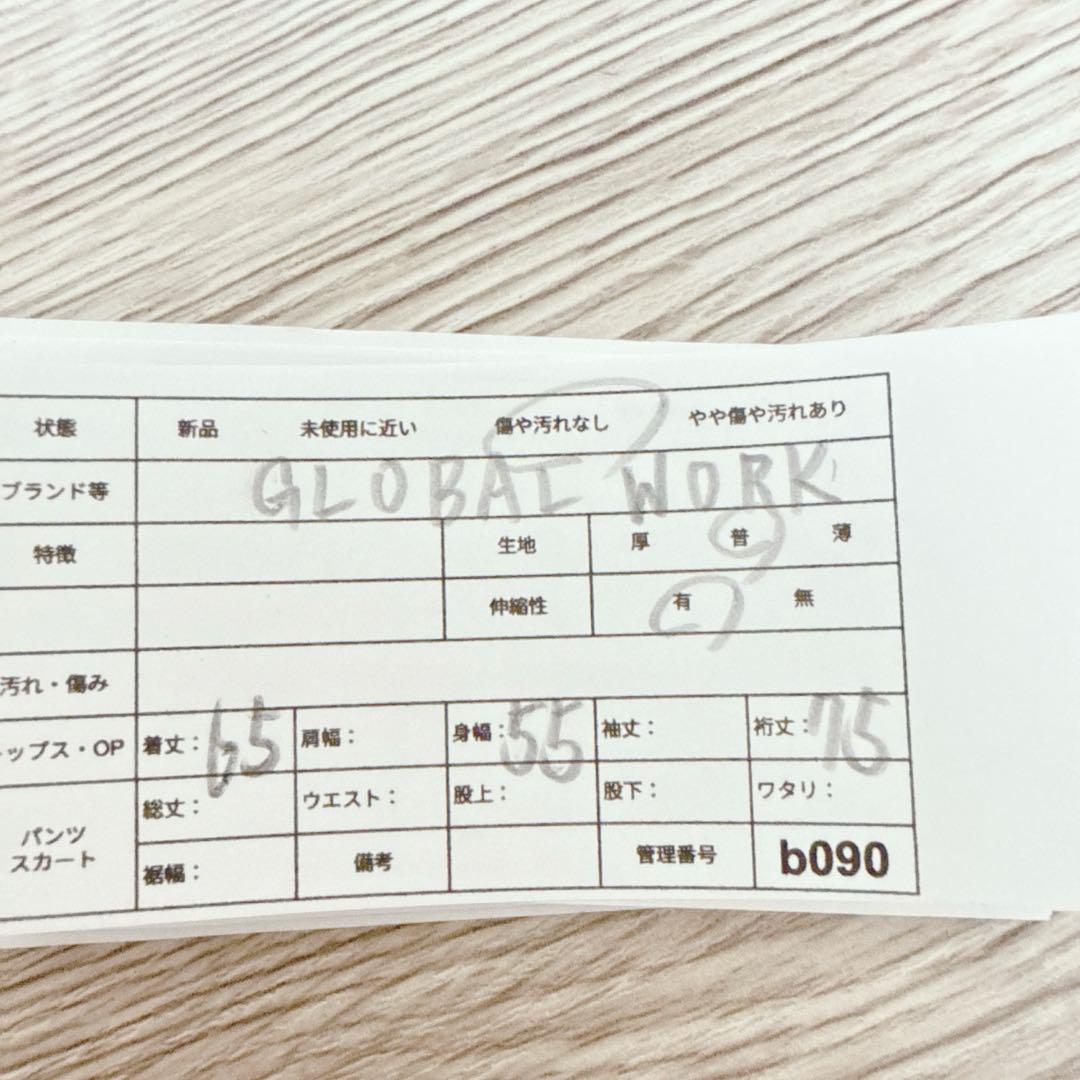 状態 新品 未使用に近い 傷や汚れなし やや傷や汚れあり
ブランド等 GLOBAL WORK
特徴 生地 厚 普 薄
伸縮性 有 無
汚れ・傷み
トップス・OP 着丈：65 肩幅： 身幅：55 袖丈： 裄丈：75
パンツ スカート 総丈： ウエスト： 股上： 股下： ワタリ：
裾幅： 備考 管理番号 b090